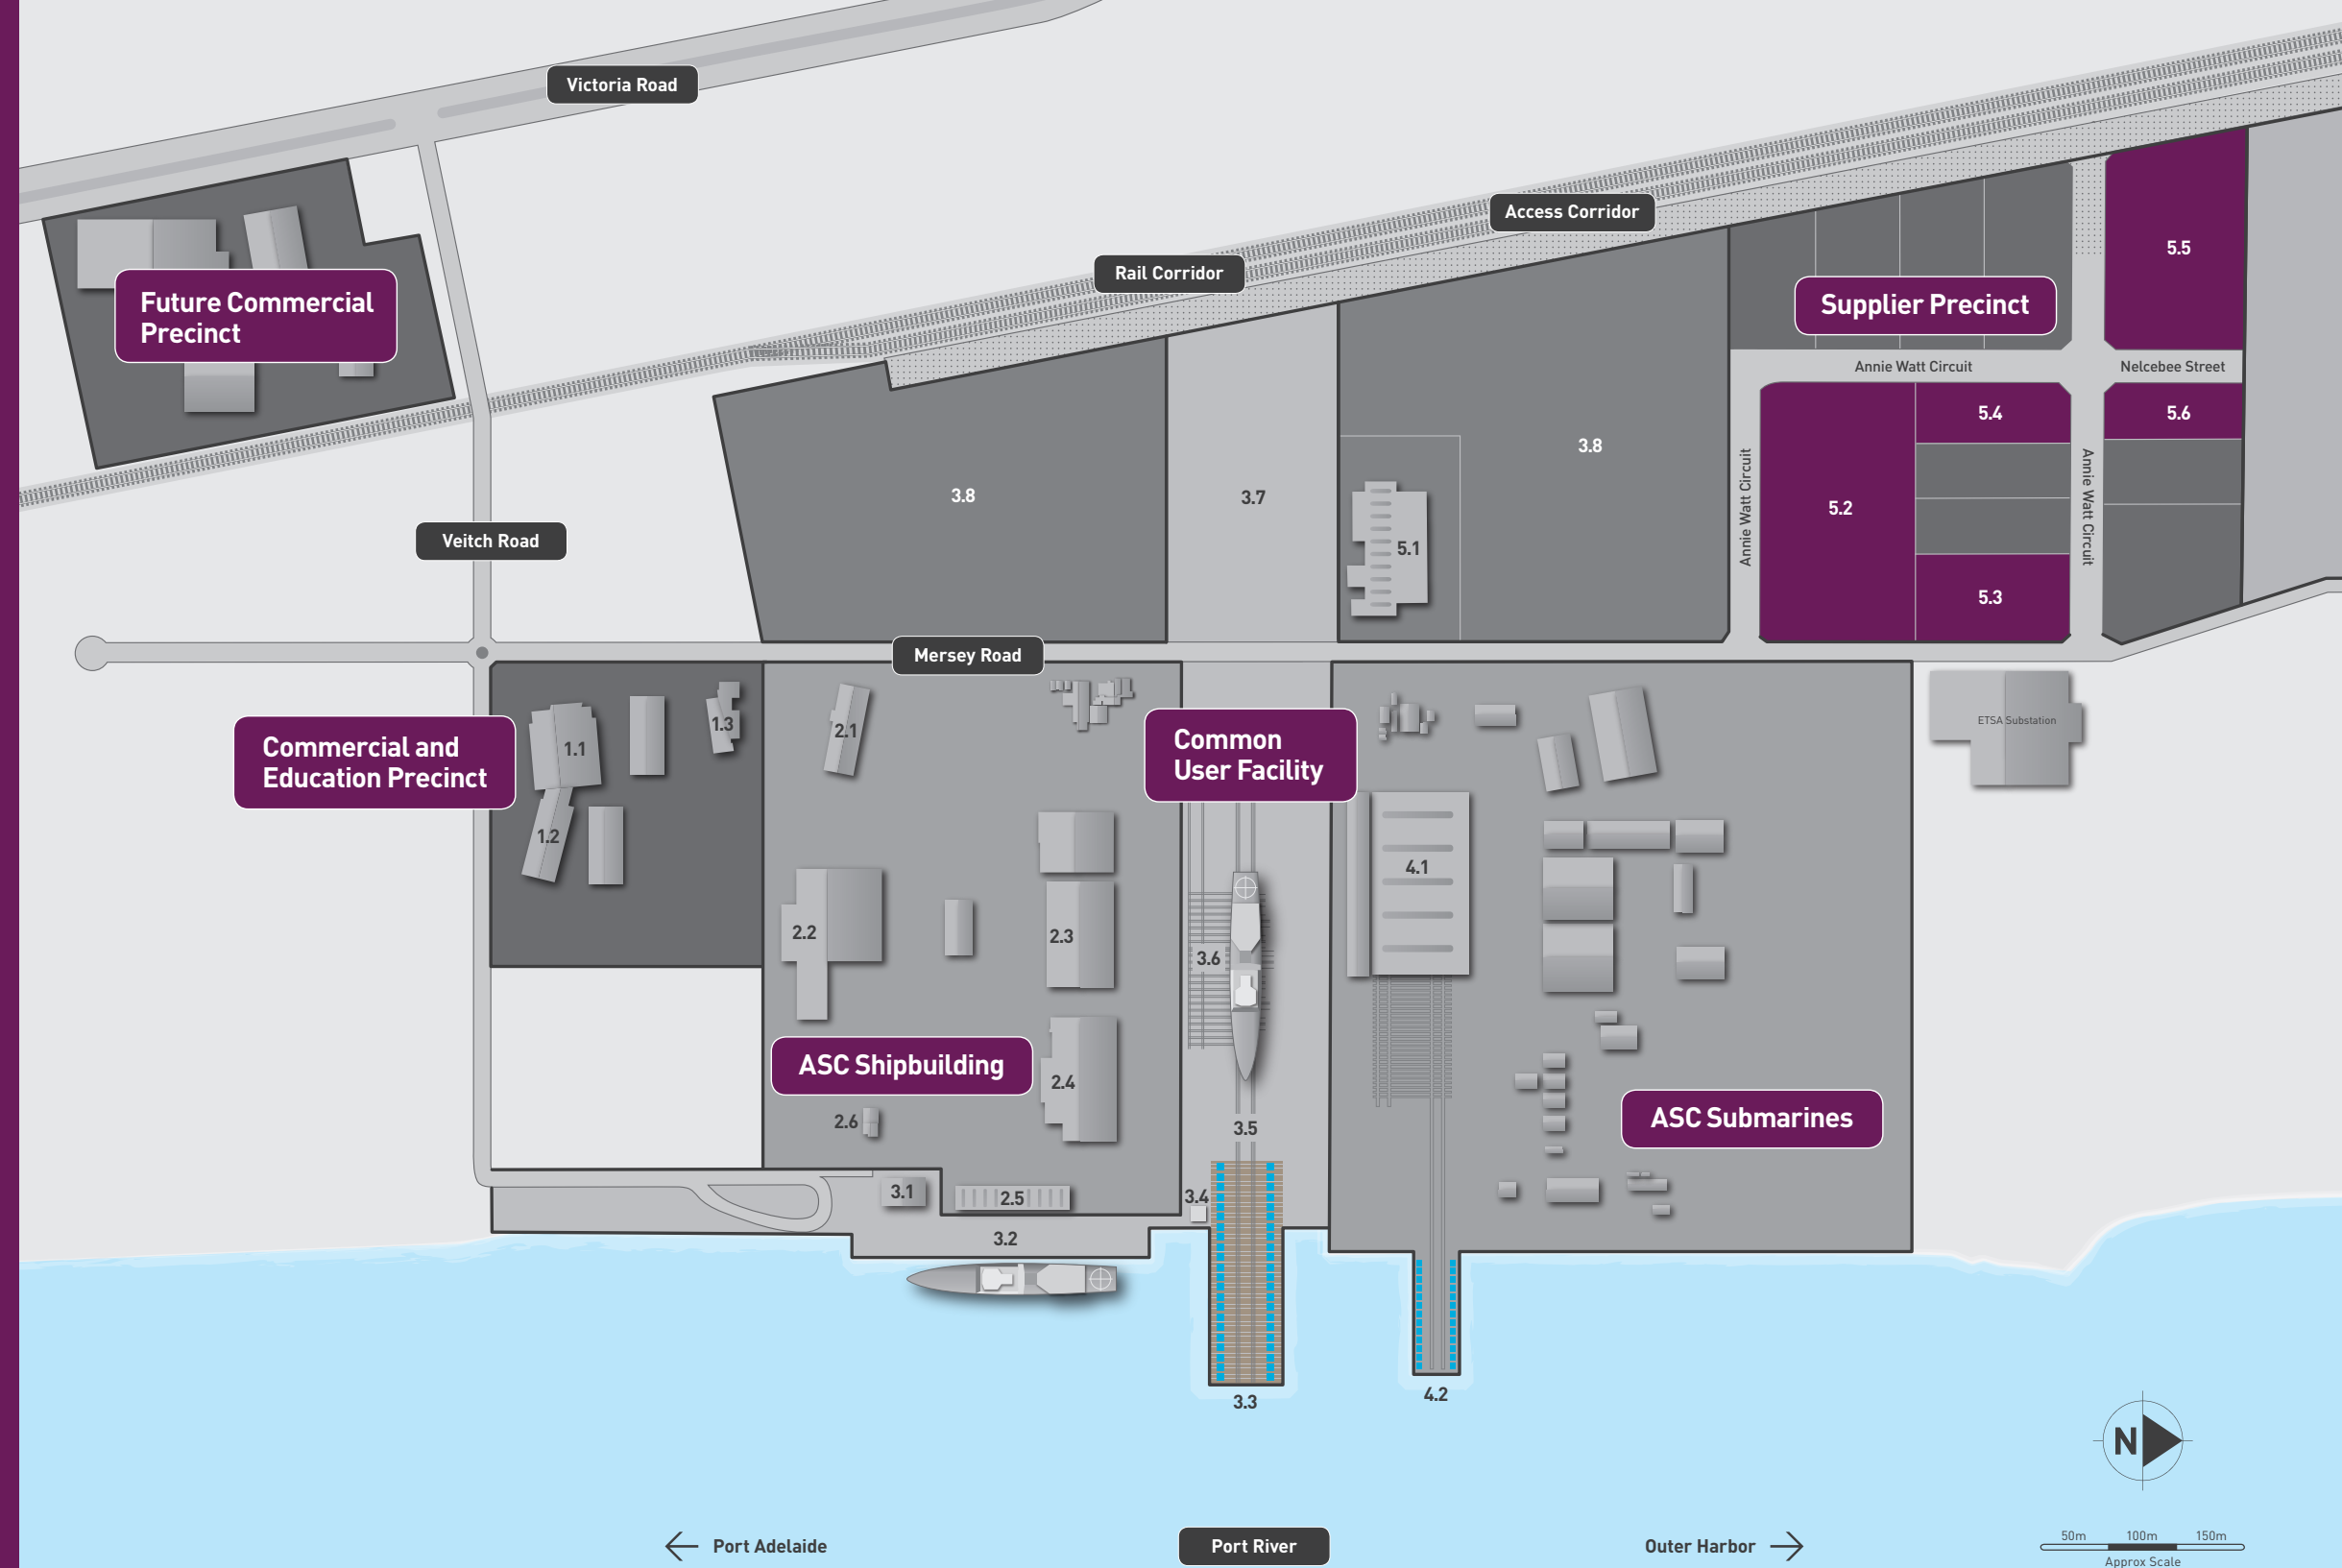 Victoria Road
Access Corridor
5.5
Rail Corridor
Future Commercial
Precinct
Supplier Precinct
Annie Watt Circuit
Nelcebee Street
5.4
5.6
3.8
3.8
3.7
Annie Watt Circuit
5.2
Annie Watt Circuit
Veitch Road
5.1
5.3
Mersey Road
Commercial and
Education Precinct
1.1
1.3
2.1
Common
User Facility
ETSA Substation
1.2
4.1
2.2
2.3
3.6
ASC Shipbuilding
2.4
2.6
3.5
ASC Submarines
3.1
2.5
3.4
3.2
3.3
4.2
N
Port Adelaide
Port River
Outer Harbor
50m
100m
150m
Approx Scale